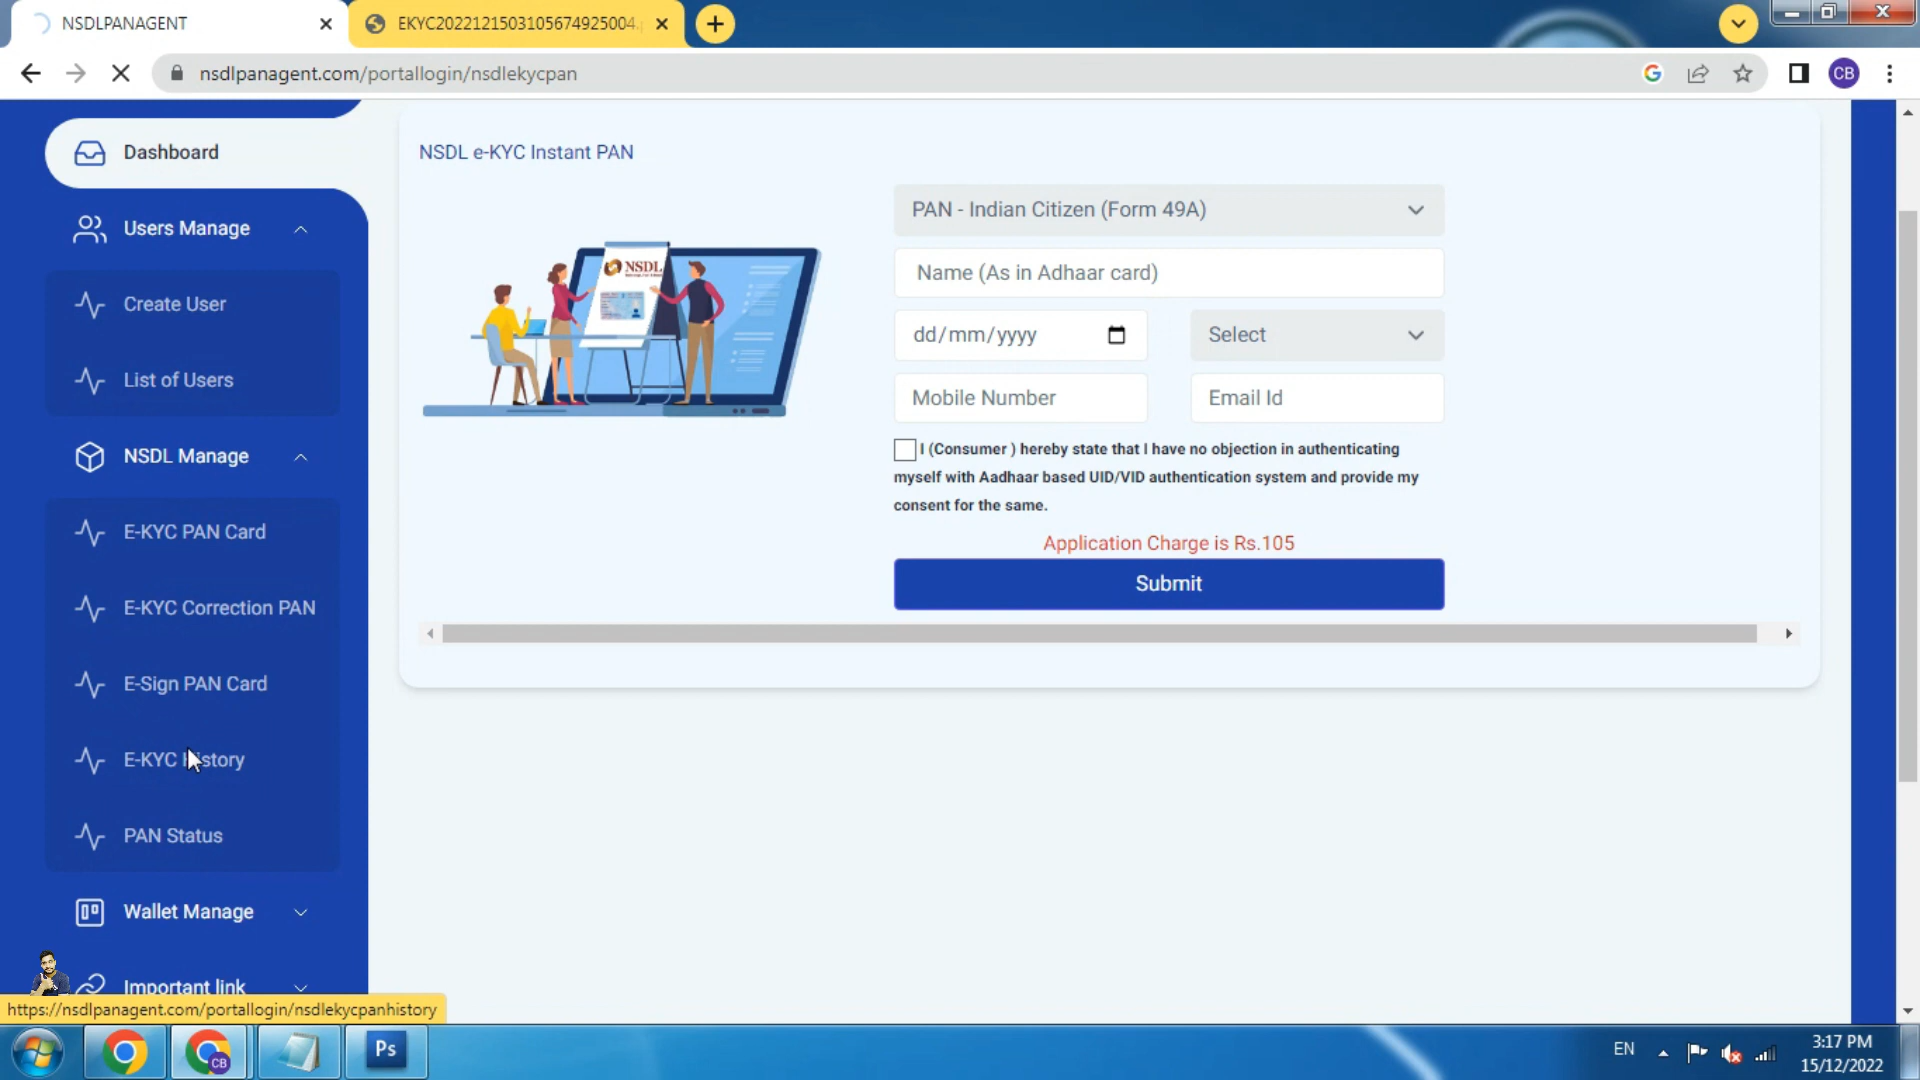 NSDLPANAGENT
EKYC2022121503105674925004.
nsdlpanagent.com/portallogin/nsdlekycpan
CB
Dashboard
Users Manage
Create User
List of Users
NSDL Manage
E-KYC PAN Card
E-KYC Correction PAN
E-Sign PAN Card
E-KYC History
PAN Status
Wallet Manage
Important link
NSDL e-KYC Instant PAN
NSDL
PAN - Indian Citizen (Form 49A)
Name (As in Adhaar card)
dd/mm/yyyy
Select
Mobile Number
Email Id
I (Consumer ) hereby state that I have no objection in authenticating
myself with Aadhaar based UID/VID authentication system and provide my
consent for the same.
Application Charge is Rs.105
Submit
https://nsdlpanagent.com/portallogin/nsdlekycpanhistory
CB
Ps
EN
3:17 PM
15/12/2022